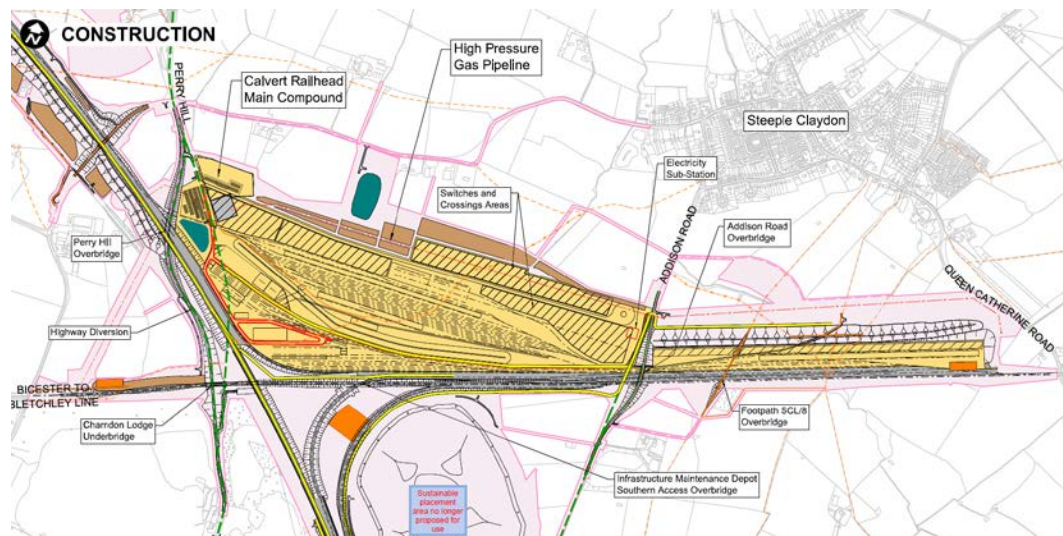 CONSTRUCTION
PERRY HILL
Calvert Railhead
Main Compound
High Pressure
Gas Pipeline
Steeple Claydon
Electricity
Sub-Station
Switches and
Crossings Areas
Addison Road
Overbridge
ADDISON ROAD
QUEEN CATHERINE ROAD
Perry Hill
Overbridge
Highway Diversion
BICESTER TO
BLETCHLEY LINE
Charndon Lodge
Underbridge
Footpath SCL/8
Overbridge
Infrastructure Maintenance Depot
Southern Access Overbridge
Sustainable
placement
area no longer
proposed for
use